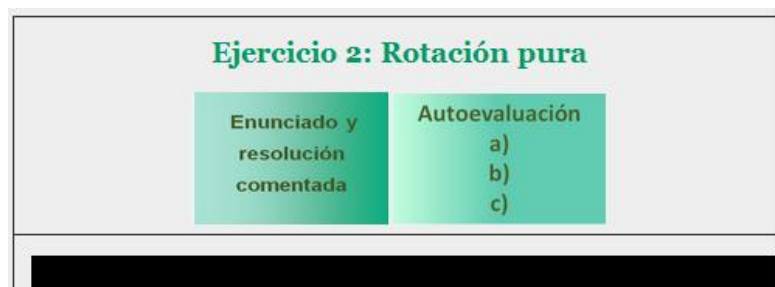 Ejercicio 2: Rotación pura
Enunciado y
resolución
comentada
Autoevaluación
a)
b)
c)